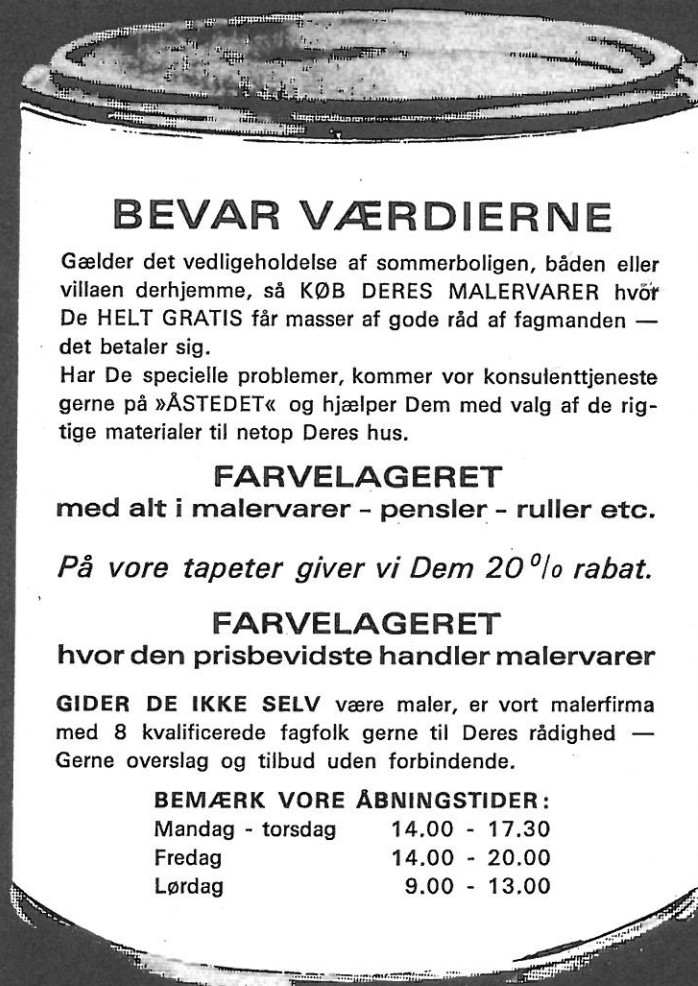 BEVAR VÆRDIERNE
Gælder det vedligeholdelse af sommerboligen, båden eller
villaen derhjemme, så KØB DERES MALERVARER hvor
De HELT GRATIS får masser af gode råd af fagmanden —
det betaler sig.
Har De specielle problemer, kommer vor konsulenttjeneste
gerne på »ÅSTEDET« og hjælper Dem med valg af de rig-
tige materialer til netop Deres hus.
FARVELAGERET
med alt i malervarer - pensler - ruller etc.
På vore tapeter giver vi Dem 20 % rabat.
FARVELAGERET
hvor den prisbevidste handler malervarer
GIDER DE IKKE SELV være maler, er vort malerfirma
med 8 kvalificerede fagfolk gerne til Deres rådighed —
Gerne overslag og tilbud uden forbindende.
BEMÆRK VORE ÅBNINGSTIDER:
Mandag - torsdag 14.00 - 17.30
Fredag 14.00 - 20.00
Lørdag 9.00 - 13.00